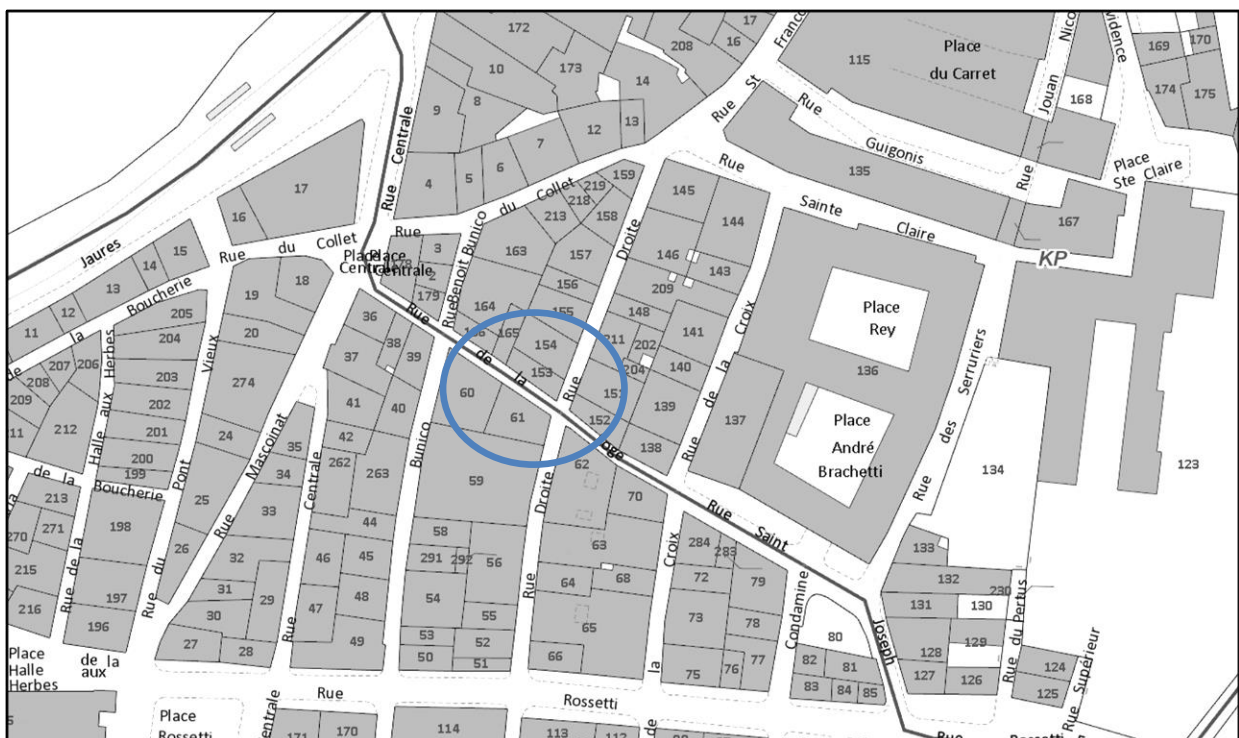 172
17
208
16
Franco
Place
du Carret
115
Nico
vidence
169
170
174
175
168
10
173
14
9
8
12
13
7
6
5
4
Rue
Centrale
Rue St
Rue
Guigonis
Jouan
Rue
Place
Ste Claire
135
167
17
16
15
14
13
12
11
Jaures
Rue du Collet
Rue
du Collet
219
159
218
213
158
145
144
Rue
Sainte
Claire
KP
163
157
146
143
156
209
Droite
3
2
178
179
Place
Centrale
Place
Centrale
Rue Benoit Bunico
164
155
148
141
165
154
211
202
204
153
151
140
139
152
138
137
136
Place
Rey
Place
André
Brachetti
Rue des Serruriers
134
123
de la Boucherie
205
204
203
202
201
200
199
207
206
208
209
211
212
Halle aux Herbes
Vieux
19
18
20
274
24
25
26
36
37
38
39
40
41
42
262
263
35
34
33
Rue Mascoinat
Centrale
Rue
de la
Loge
60
61
Rue
Bunico
59
62
70
Rue de la Croix
Rue
Saint
Joseph
de la
Boucherie
Pont
213
271
270
215
216
198
197
196
Rue de la
Rue du
32
31
30
29
27
28
44
46
45
47
48
49
Rue
58
291
292
56
54
55
53
52
50
51
Droite
Rue
63
64
68
65
66
Croix
la
de
284
283
72
79
73
78
77
76
75
Condamine
80
82
81
83
84
85
133
132
230
131
130
129
128
127
126
Rue du Pertus
124
125
Rue Supérieur
Place
Halle
Herbes
de la
aux
Rue
Rossetti
Place
Rossetti
Centrale
171
170
114
113
112
Rue